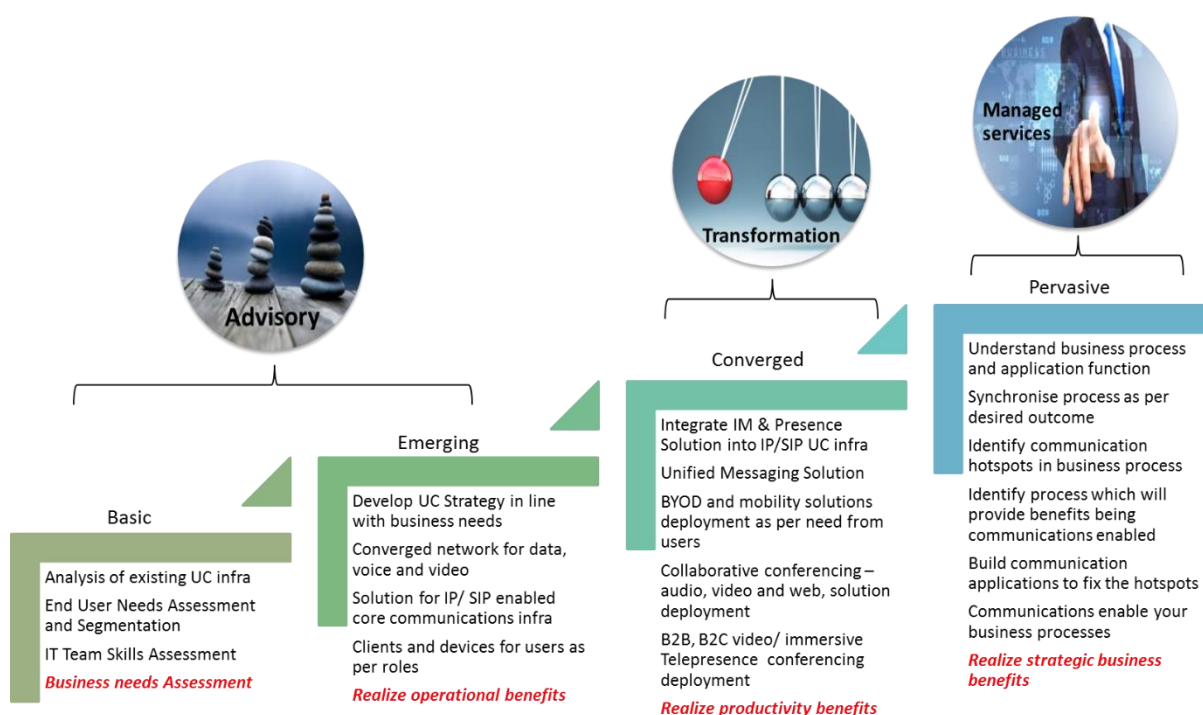 Advisory
Basic
Analysis of existing UC infra
End User Needs Assessment
and Segmentation
IT Team Skills Assessment
Business needs Assessment
Emerging
Develop UC Strategy in line
with business needs
Converged network for data,
voice and video
Solution for IP/ SIP enabled
core communications infra
Clients and devices for users as
per roles
Realize operational benefits
Transformation
Converged
Integrate IM & Presence
Solution into IP/SIP UC infra
Unified Messaging Solution
BYOD and mobility solutions
deployment as per need from
users
Collaborative conferencing –
audio, video and web, solution
deployment
B2B, B2C video/ immersive
Telepresence conferencing
deployment
Realize productivity benefits
BUSINESS
Managed
services
Pervasive
Understand business process
and application function
Synchronise process as per
desired outcome
Identify communication
hotspots in business process
Identify process which will
provide benefits being
communications enabled
Build communication
applications to fix the hotspots
Communications enable your
business processes
Realize strategic business
benefits